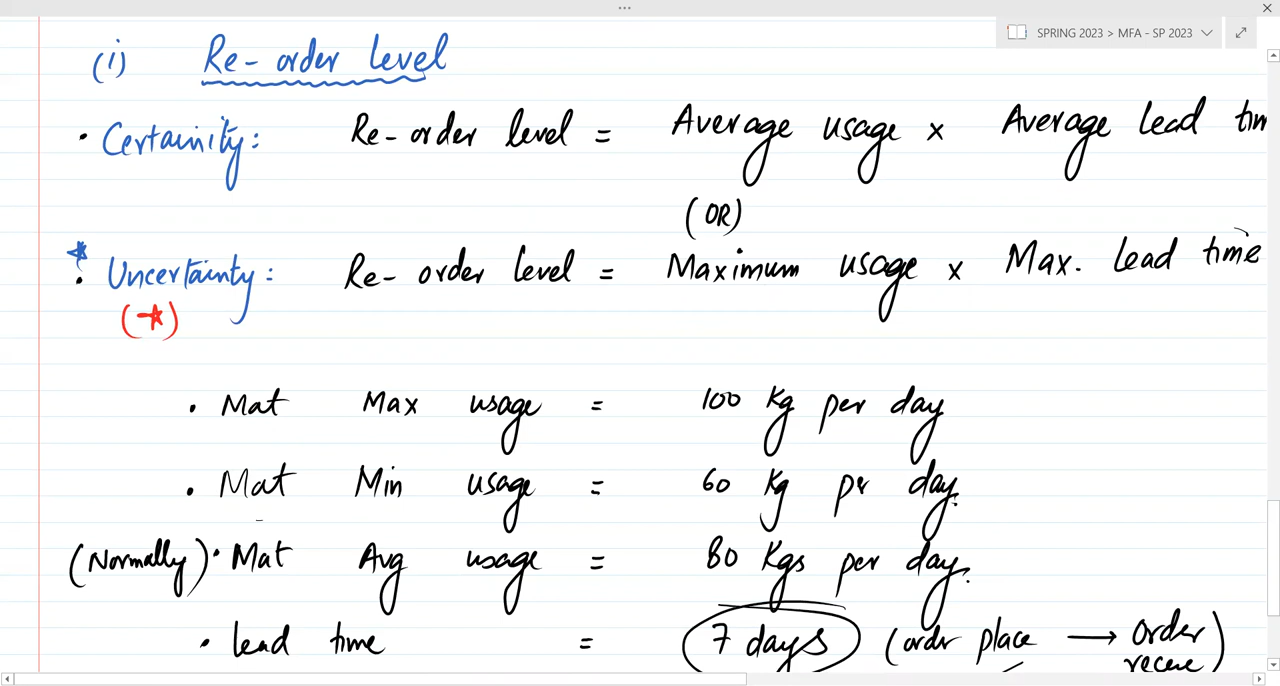 SPRING 2023 > MFA - SP 2023
(i) Re-order level
• Certainity: Re-order level = Average usage x Average lead tim
(OR)
* • Uncertainty: Re-order level = Maximum usage x Max. Lead time
(*)
• Mat Max usage = 100 Kg per day
• Mat Min usage = 60 Kg per day.
(Normally) • Mat Avg usage = 80 Kgs per day.
• lead time = 7 days (order place → order
recere)